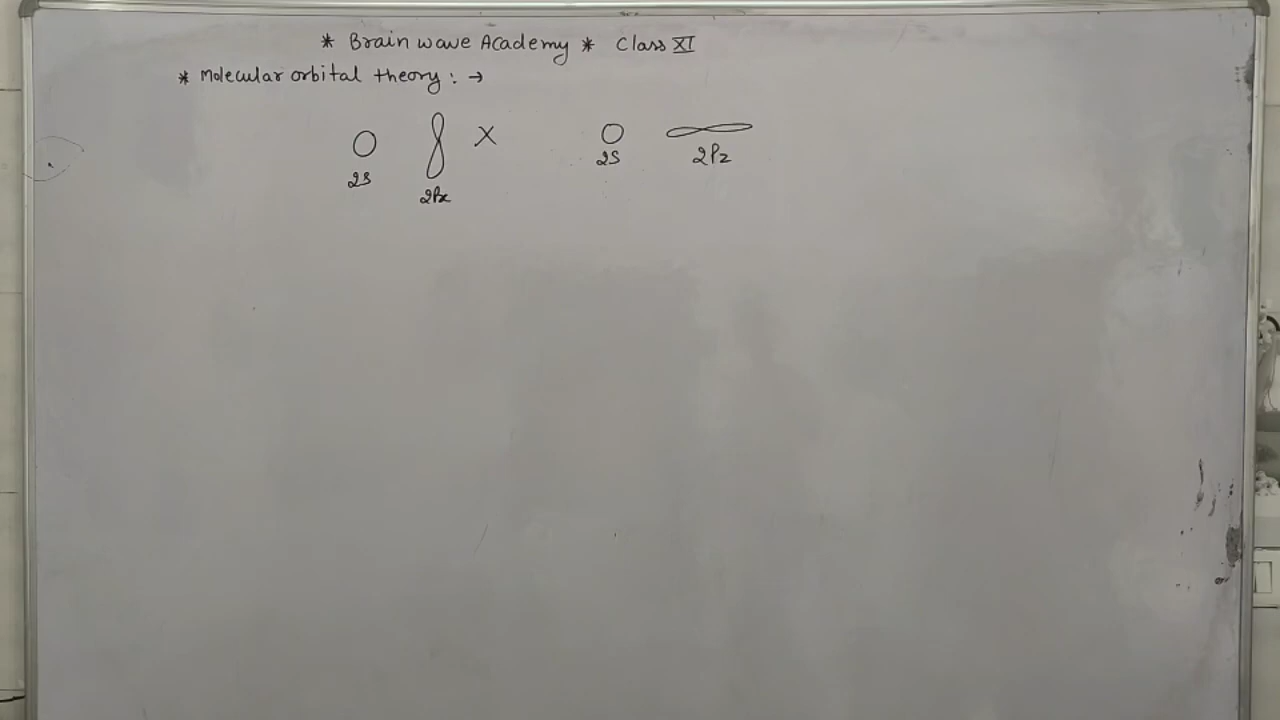 * Brain wave Academy * Class XI
* Molecular orbital theory : →
2s 2Px X 2s 2Pz